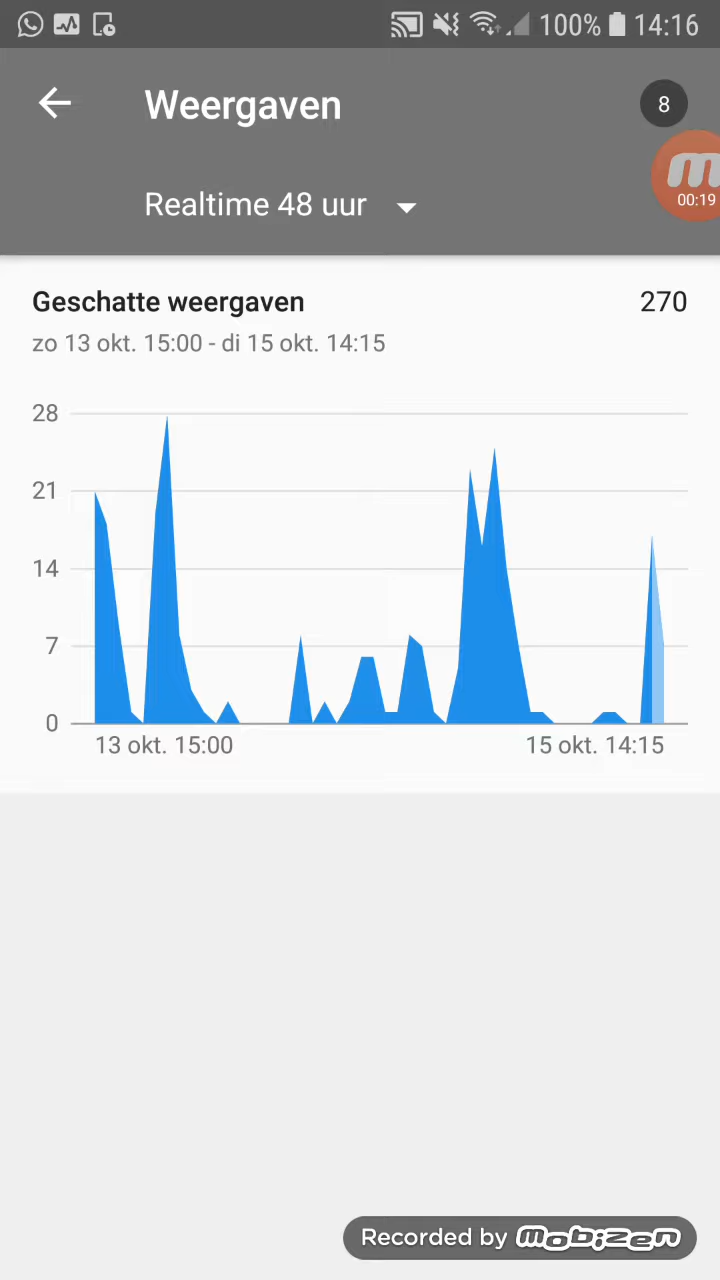 100% 14:16
Weergaven
8
m
00:19
Realtime 48 uur
Geschatte weergaven 270
zo 13 okt. 15:00 - di 15 okt. 14:15
28
21
14
7
0
13 okt. 15:00 15 okt. 14:15
Recorded by mobizen